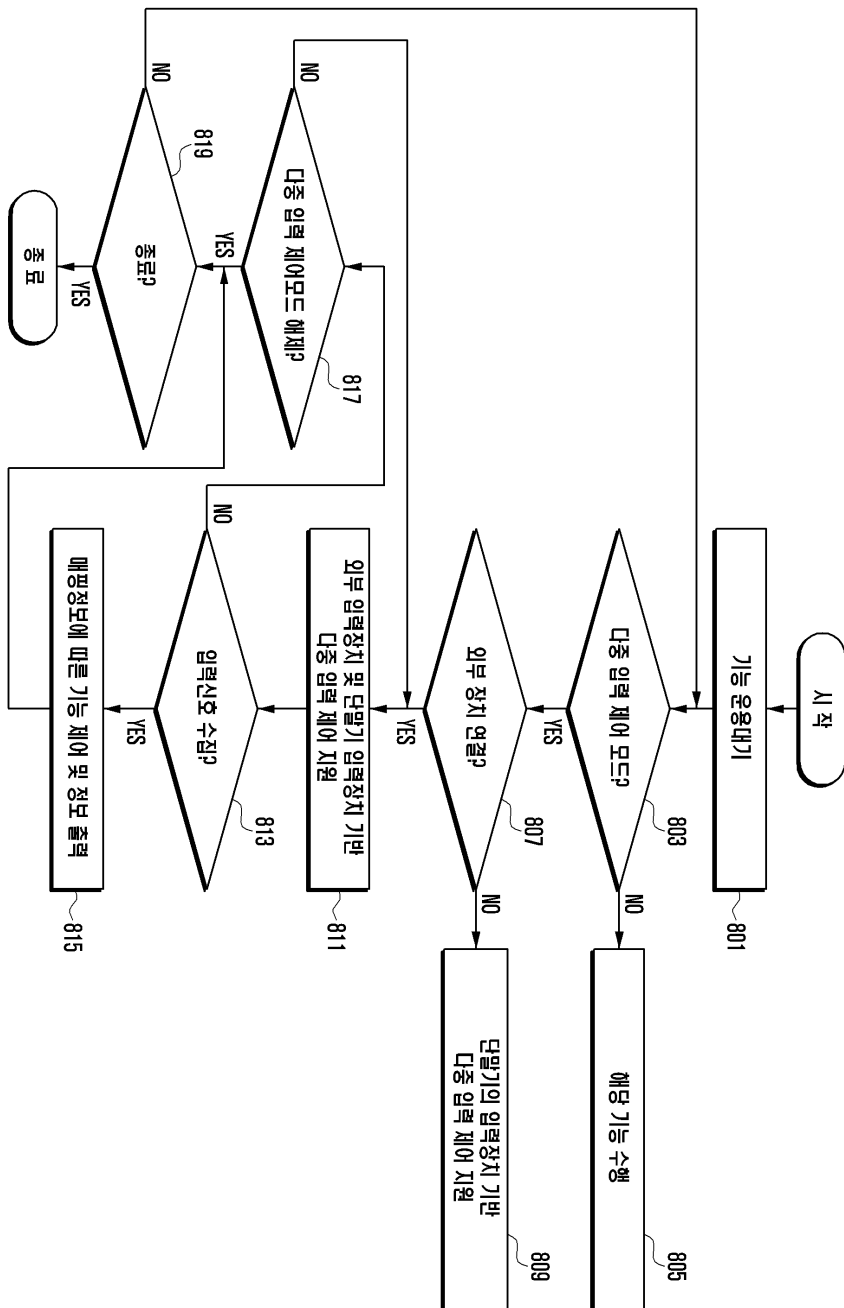 시 작
기능 운용대기
801
다중 입력 제어 모드?
803
NO
해당 기능 수행
805
YES
외부 장치 연결?
807
NO
단말기의 입력장치 기반
다중 입력 제어 지원
809
YES
외부 입력장치 및 단말기 입력장치 기반
다중 입력 제어 지원
811
입력신호 수집?
813
NO
YES
매핑정보에 따른 기능 제어 및 정보 출력
815
다중 입력 제어모드 해제?
817
NO
YES
종료?
819
NO
YES
종 료